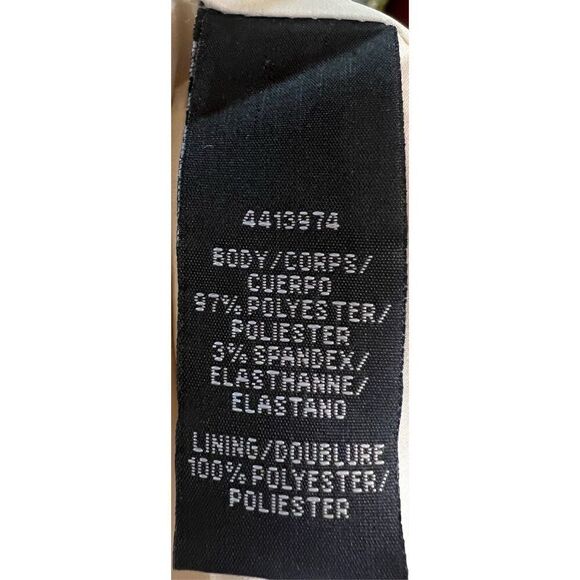 4413974
BODY/CORPS/
CUERPO
97% POLYESTER/
POLIESTER
3% SPANDEX/
ELASTHANNE/
ELASTANO
LINING/DOUBLURE
100% POLYESTER/
POLIESTER